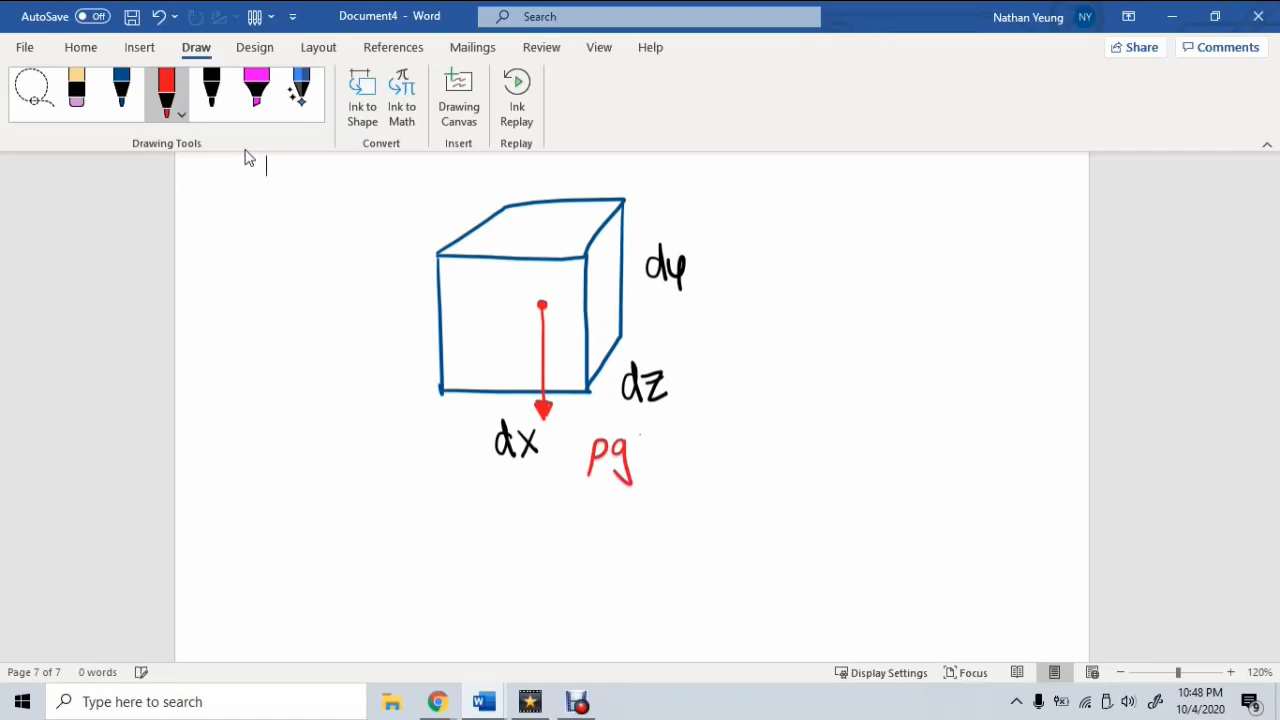 AutoSave Off Document4 - Word Search Nathan Yeung NY
File Home Insert Draw Design Layout References Mailings Review View Help Share Comments
Ink to Shape Ink to Math Drawing Canvas Ink Replay
Drawing Tools Convert Insert Replay
dy
dz
dx
ρg
Page 7 of 7 0 words Display Settings Focus 120%
Type here to search 10:48 PM
10/4/2020 9